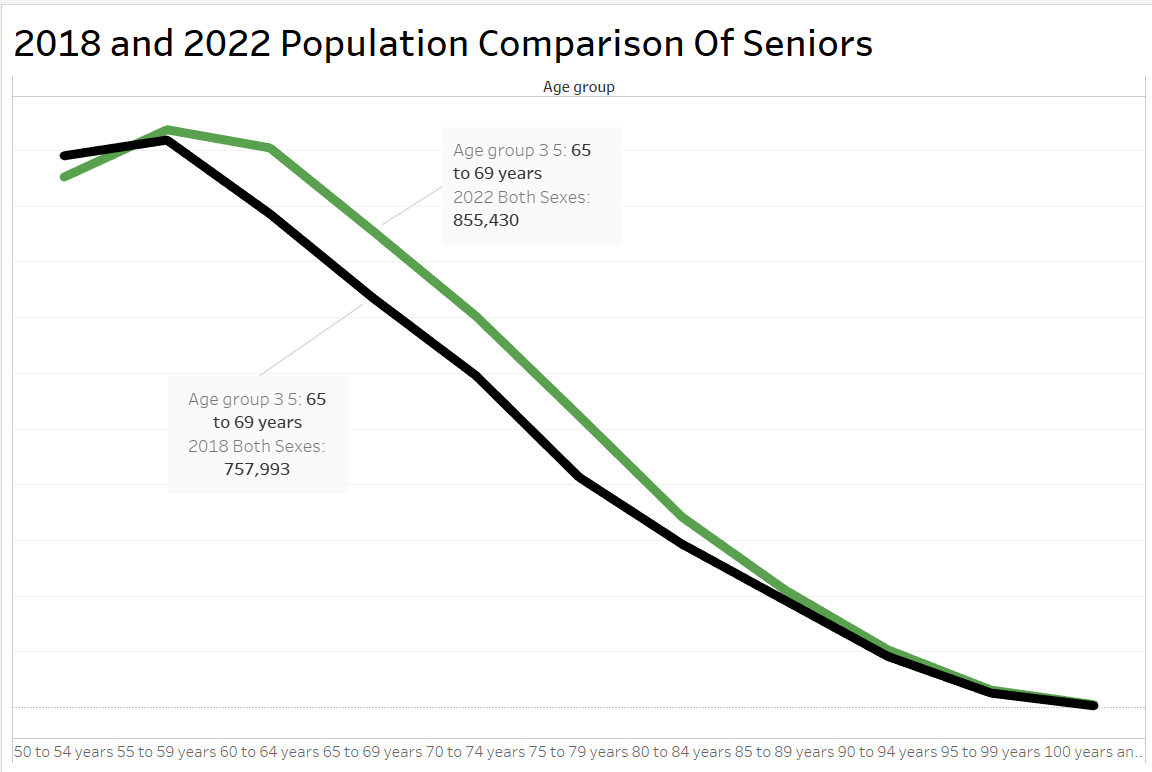 2018 and 2022 Population Comparison Of Seniors
Age group
Age group 3 5: 65
to 69 years
2022 Both Sexes:
855,430
Age group 3 5: 65
to 69 years
2018 Both Sexes:
757,993
50 to 54 years 55 to 59 years 60 to 64 years 65 to 69 years 70 to 74 years 75 to 79 years 80 to 84 years 85 to 89 years 90 to 94 years 95 to 99 years 100 years an..